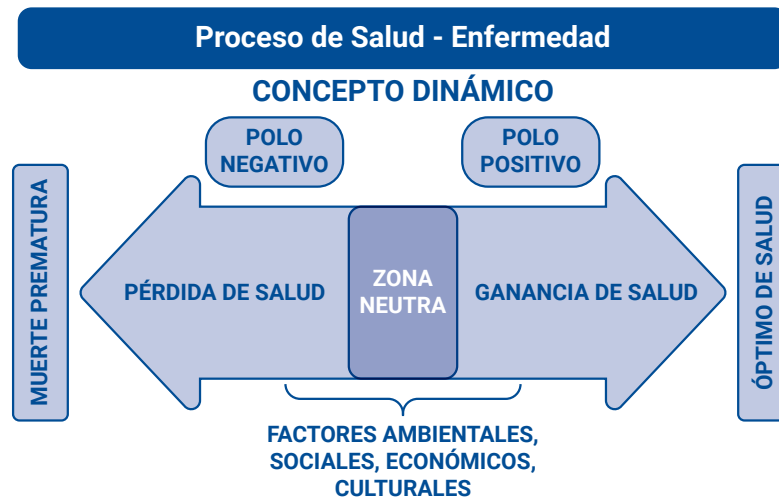 Proceso de Salud - Enfermedad
CONCEPTO DINÁMICO
POLO
NEGATIVO
POLO
POSITIVO
MUERTE PREMATURA
PÉRDIDA DE SALUD
ZONA
NEUTRA
GANANCIA DE SALUD
ÓPTIMO DE SALUD
FACTORES AMBIENTALES,
SOCIALES, ECONÓMICOS,
CULTURALES